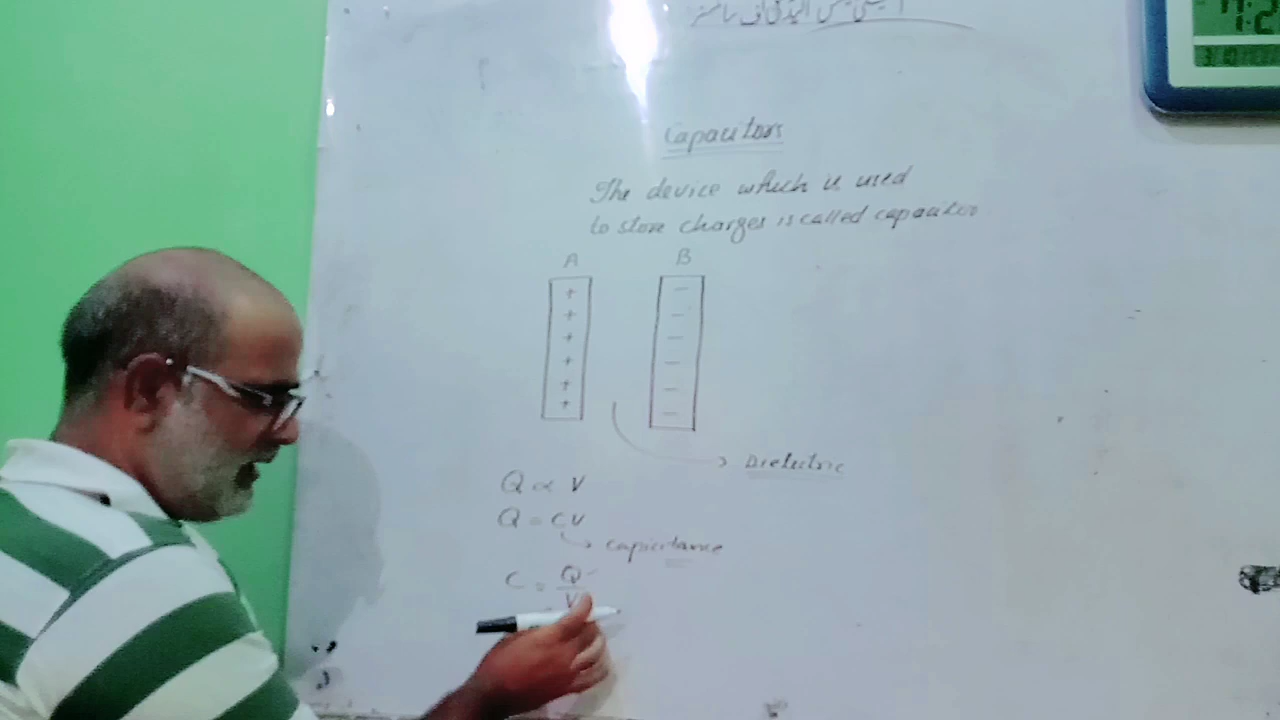 Capacitors
The device which is used
to store charges is called capacitor
A B
+ −
+ −
+ −
+ −
+ −
+ −
Dielectric
Q ∝ V
Q = CV
capacitance
C = Q
V